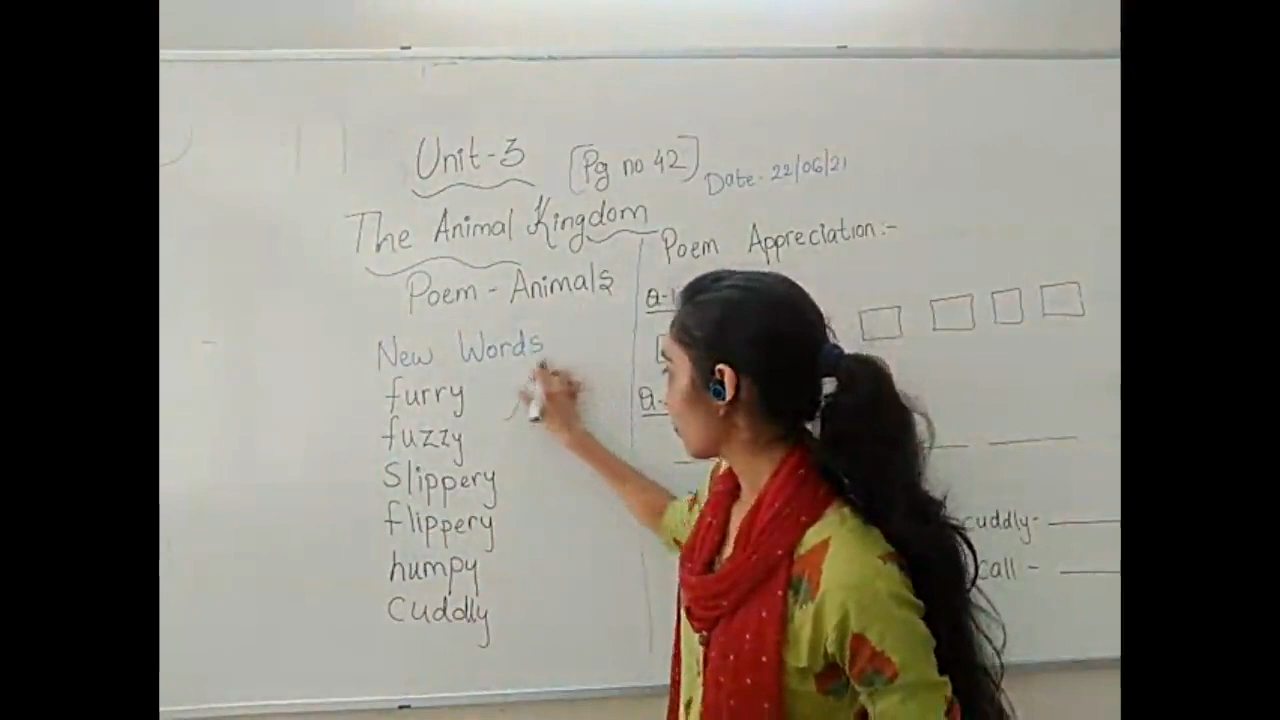 Unit-3 [Pg no 42] Date- 22/06/21
The Animal Kingdom
Poem - Animals
New Words
furry
fuzzy
Slippery
flippery
humpy
Cuddly
Poem Appreciation:-
Q-1
cuddly-
call -